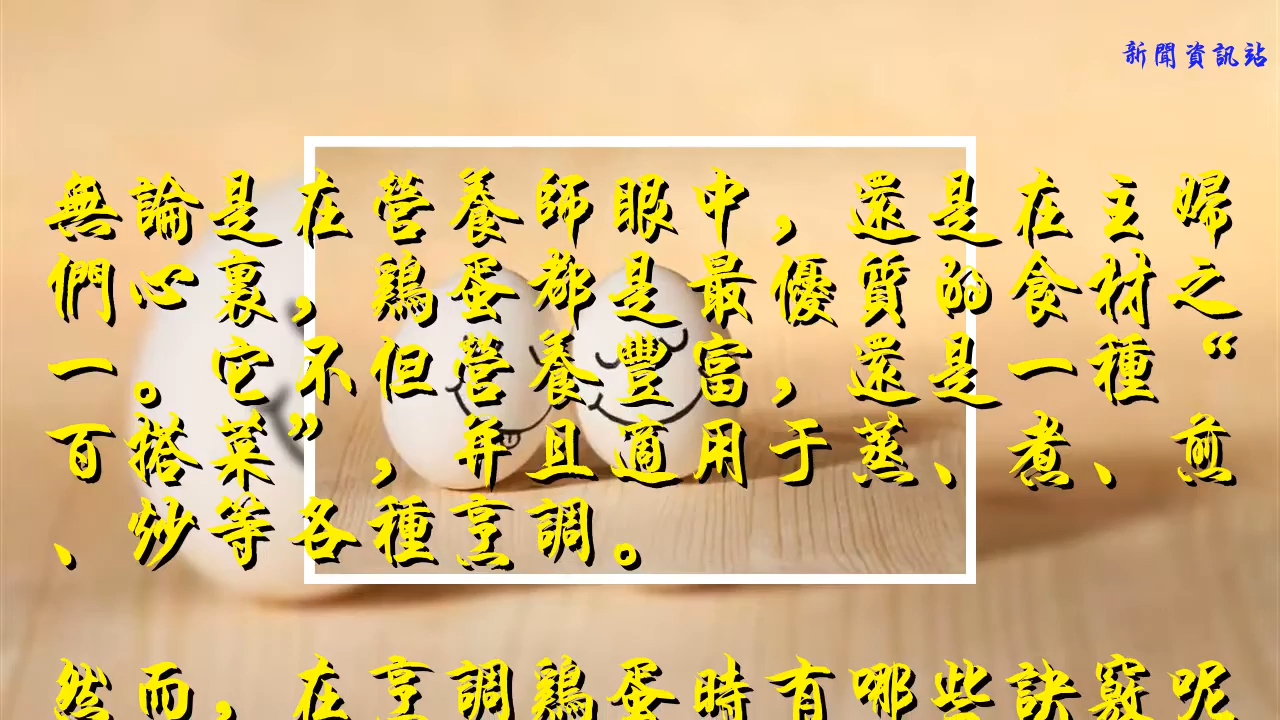 新聞資訊站
無論是在營養師眼中，還是在主婦
們心裏，鷄蛋都是最優質的食材之
一。它不但營養豐富，還是一種“
百搭菜”，并且適用于蒸、煮、煎
、炒等各種烹調。
然而，在烹調鷄蛋時有哪些訣竅呢